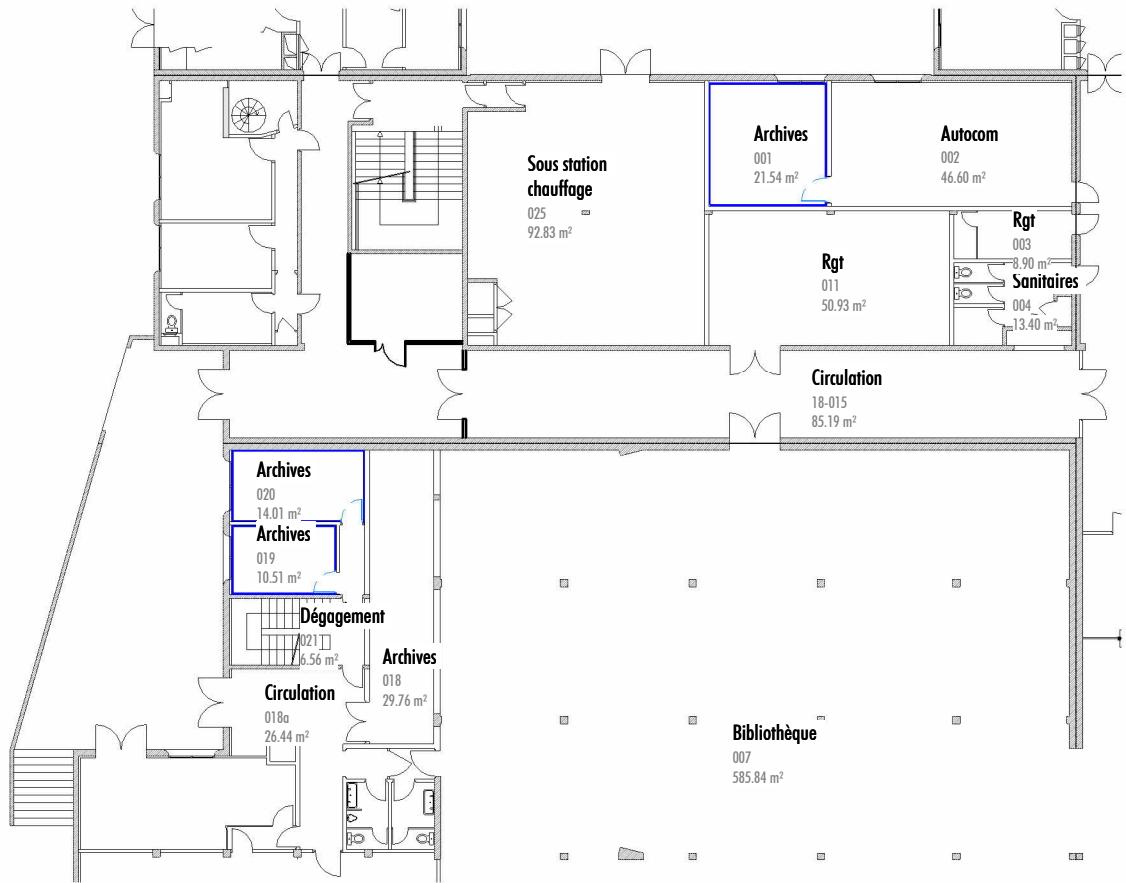 Archives
001
21.54 m²
Autocom
002
46.60 m²
Sous station
chauffage
025
92.83 m²
Rgt
003
8.90 m²
Rgt
011
50.93 m²
Sanitaires
004
13.40 m²
Circulation
18-015
85.19 m²
Archives
020
14.01 m²
Archives
019
10.51 m²
Dégagement
021
6.56 m²
Archives
018
29.76 m²
Circulation
018a
26.44 m²
Bibliothèque
007
585.84 m²